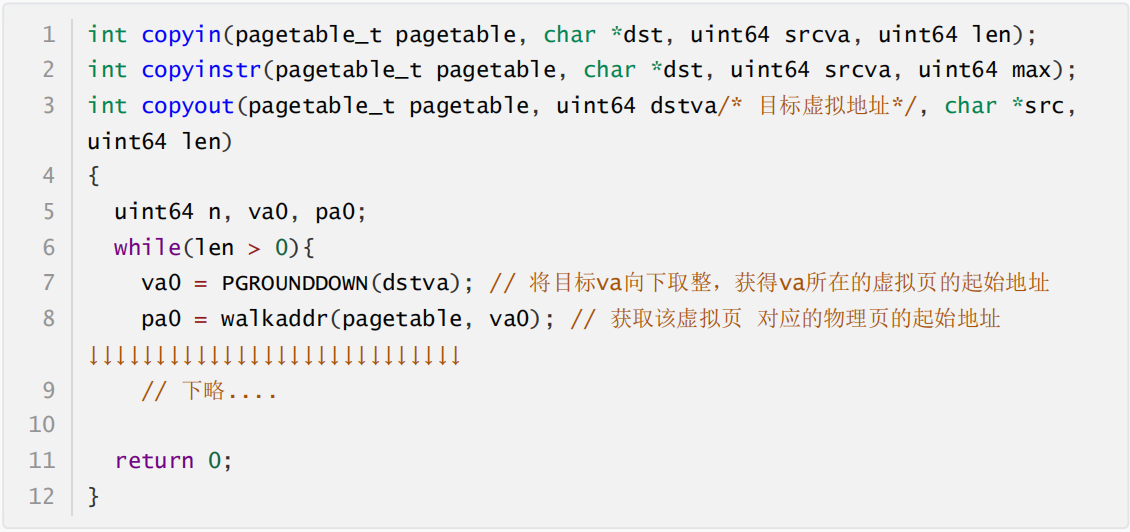 1 int copyin(pagetable_t pagetable, char *dst, uint64 srcva, uint64 len);
2 int copyinstr(pagetable_t pagetable, char *dst, uint64 srcva, uint64 max);
3 int copyout(pagetable_t pagetable, uint64 dstva/* 目标虚拟地址*/, char *src,
uint64 len)
4 {
5   uint64 n, va0, pa0;
6   while(len > 0){
7     va0 = PGROUNDDOWN(dstva); // 将目标va向下取整，获得va所在的虚拟页的起始地址
8     pa0 = walkaddr(pagetable, va0); // 获取该虚拟页 对应的物理页的起始地址
↓↓↓↓↓↓↓↓↓↓↓↓↓↓↓↓↓↓↓↓↓↓↓↓↓↓↓↓
9     // 下略....
10
11   return 0;
12 }